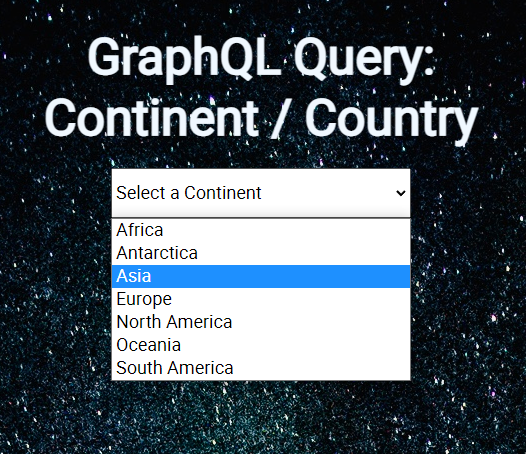 GraphQL Query:
Continent / Country
Select a Continent
Africa
Antarctica
Asia
Europe
North America
Oceania
South America